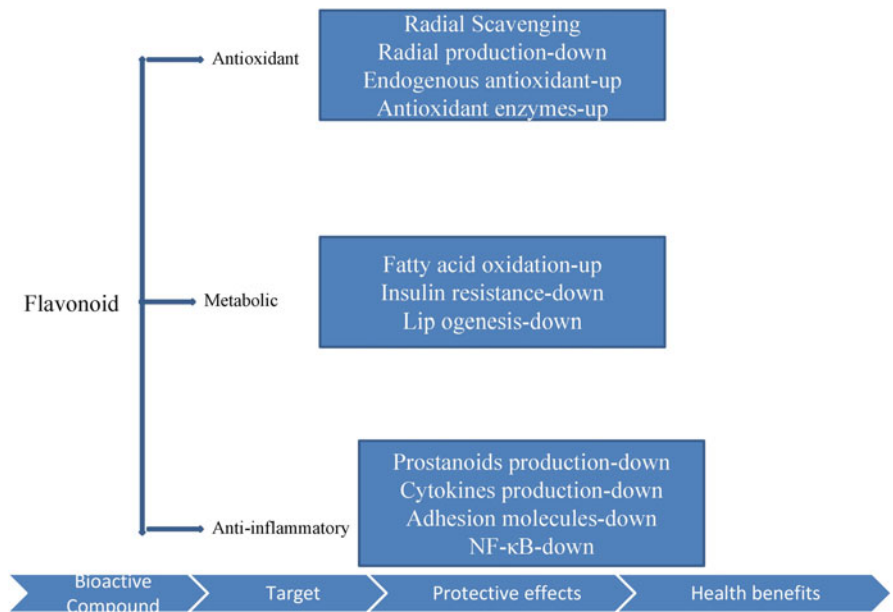 Flavonoid
Antioxidant
Radial Scavenging
Radial production-down
Endogenous antioxidant-up
Antioxidant enzymes-up
Metabolic
Fatty acid oxidation-up
Insulin resistance-down
Lip ogenesis-down
Anti-inflammatory
Prostanoids production-down
Cytokines production-down
Adhesion molecules-down
NF-κB-down
Bioactive
Compound
Target
Protective effects
Health benefits